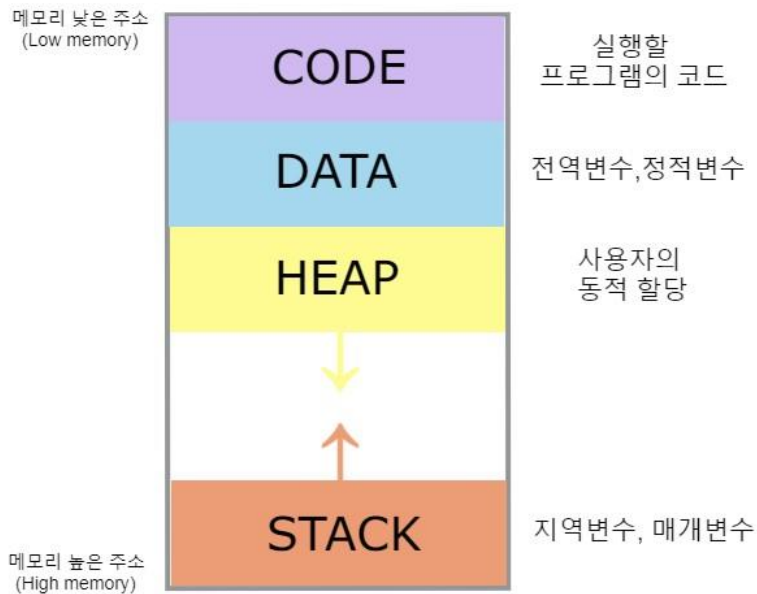 메모리 낮은 주소
(Low memory)
CODE
실행할
프로그램의 코드
DATA
전역변수,정적변수
HEAP
사용자의
동적 할당
STACK
지역변수, 매개변수
메모리 높은 주소
(High memory)